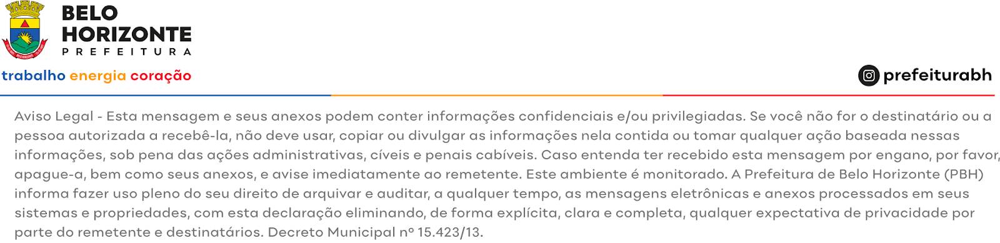 BELO
HORIZONTE
PREFEITURA
trabalho energia coração
prefeiturabh
Aviso Legal - Esta mensagem e seus anexos podem conter informações confidenciais e/ou privilegiadas. Se você não for o destinatário ou a
pessoa autorizada a recebê-la, não deve usar, copiar ou divulgar as informações nela contida ou tomar qualquer ação baseada nessas
informações, sob pena das ações administrativas, cíveis e penais cabíveis. Caso entenda ter recebido esta mensagem por engano, por favor,
apague-a, bem como seus anexos, e avise imediatamente ao remetente. Este ambiente é monitorado. A Prefeitura de Belo Horizonte (PBH)
informa fazer uso pleno do seu direito de arquivar e auditar, a qualquer tempo, as mensagens eletrônicas e anexos processados em seus
sistemas e propriedades, com esta declaração eliminando, de forma explícita, clara e completa, qualquer expectativa de privacidade por
parte do remetente e destinatários. Decreto Municipal nº 15.423/13.